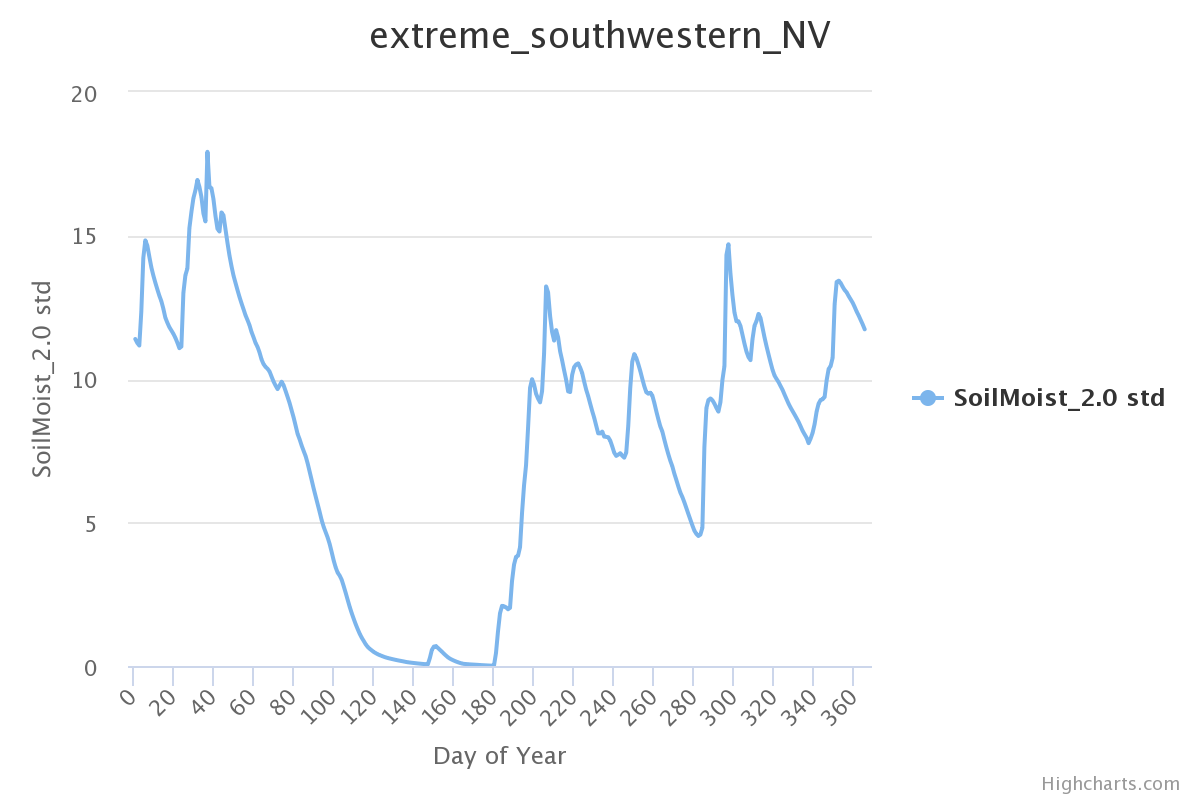 extreme_southwestern_NV
20
15
10
5
0
SoilMoist_2.0 std
0 20 40 60 80 100 120 140 160 180 200 220 240 260 280 300 320 340 360
Day of Year
SoilMoist_2.0 std
Highcharts.com